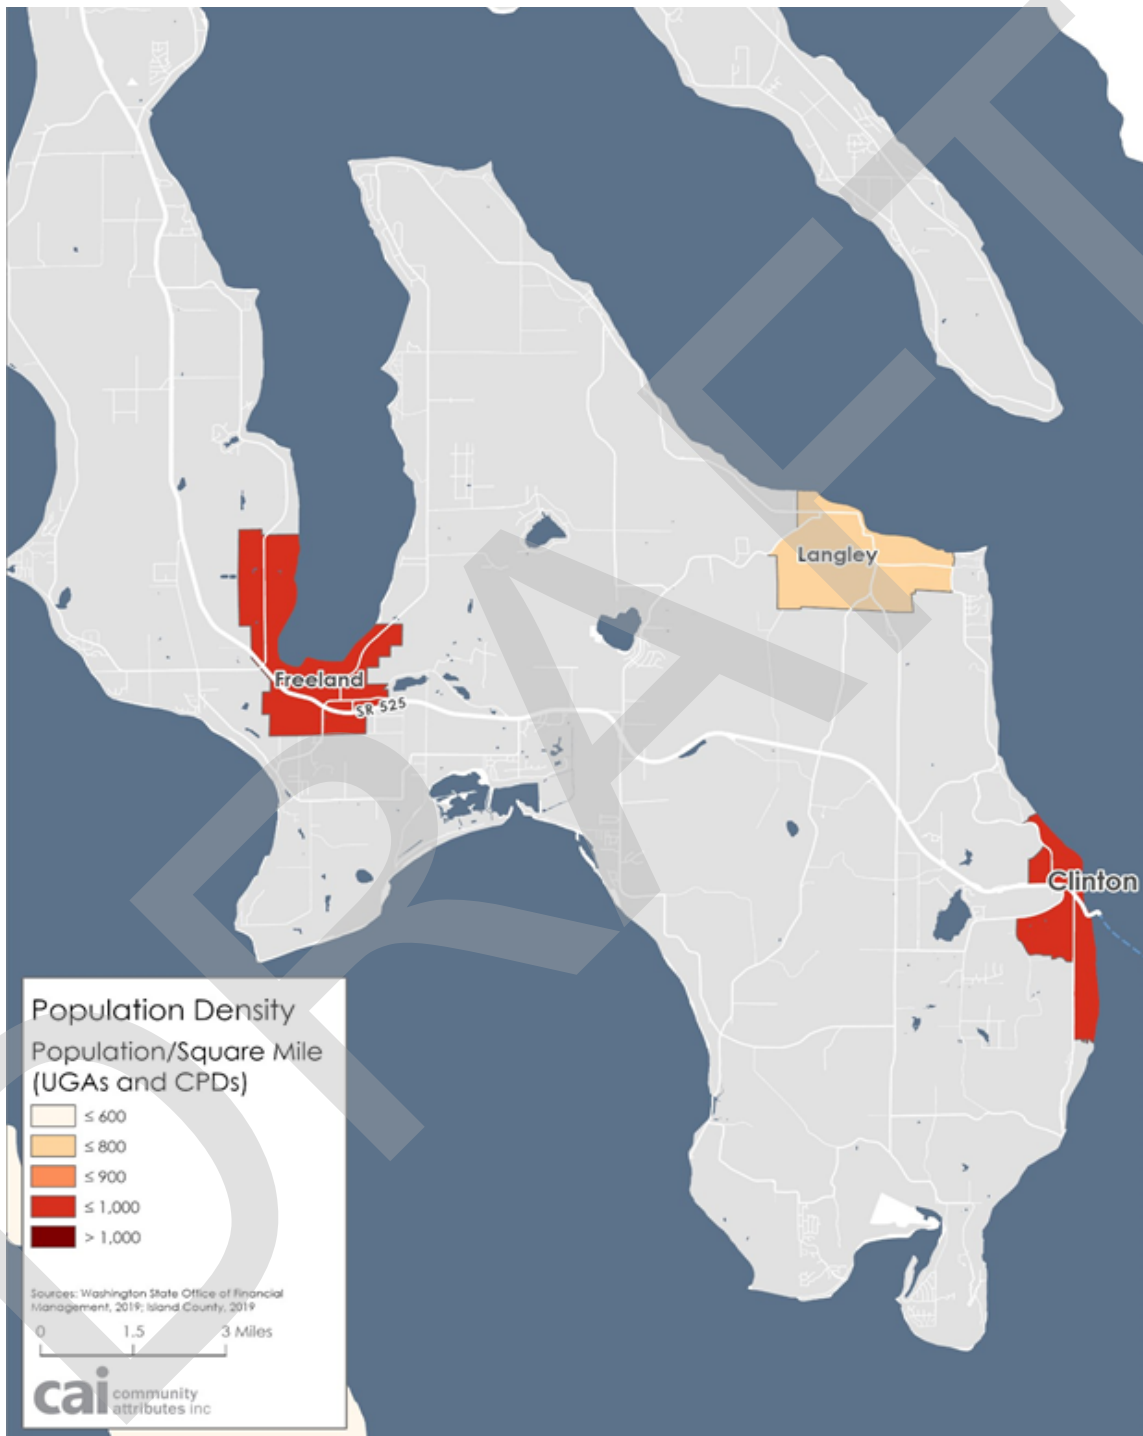 Langley
Freeland
SR 525
Clinton
Population Density
Population/Square Mile
(UGAs and CPDs)
≤ 600
≤ 800
≤ 900
≤ 1,000
> 1,000
Sources: Washington State Office of Financial
Management, 2019; Island County, 2019
0 1.5 3 Miles
cai community
attributes inc
DRAFT